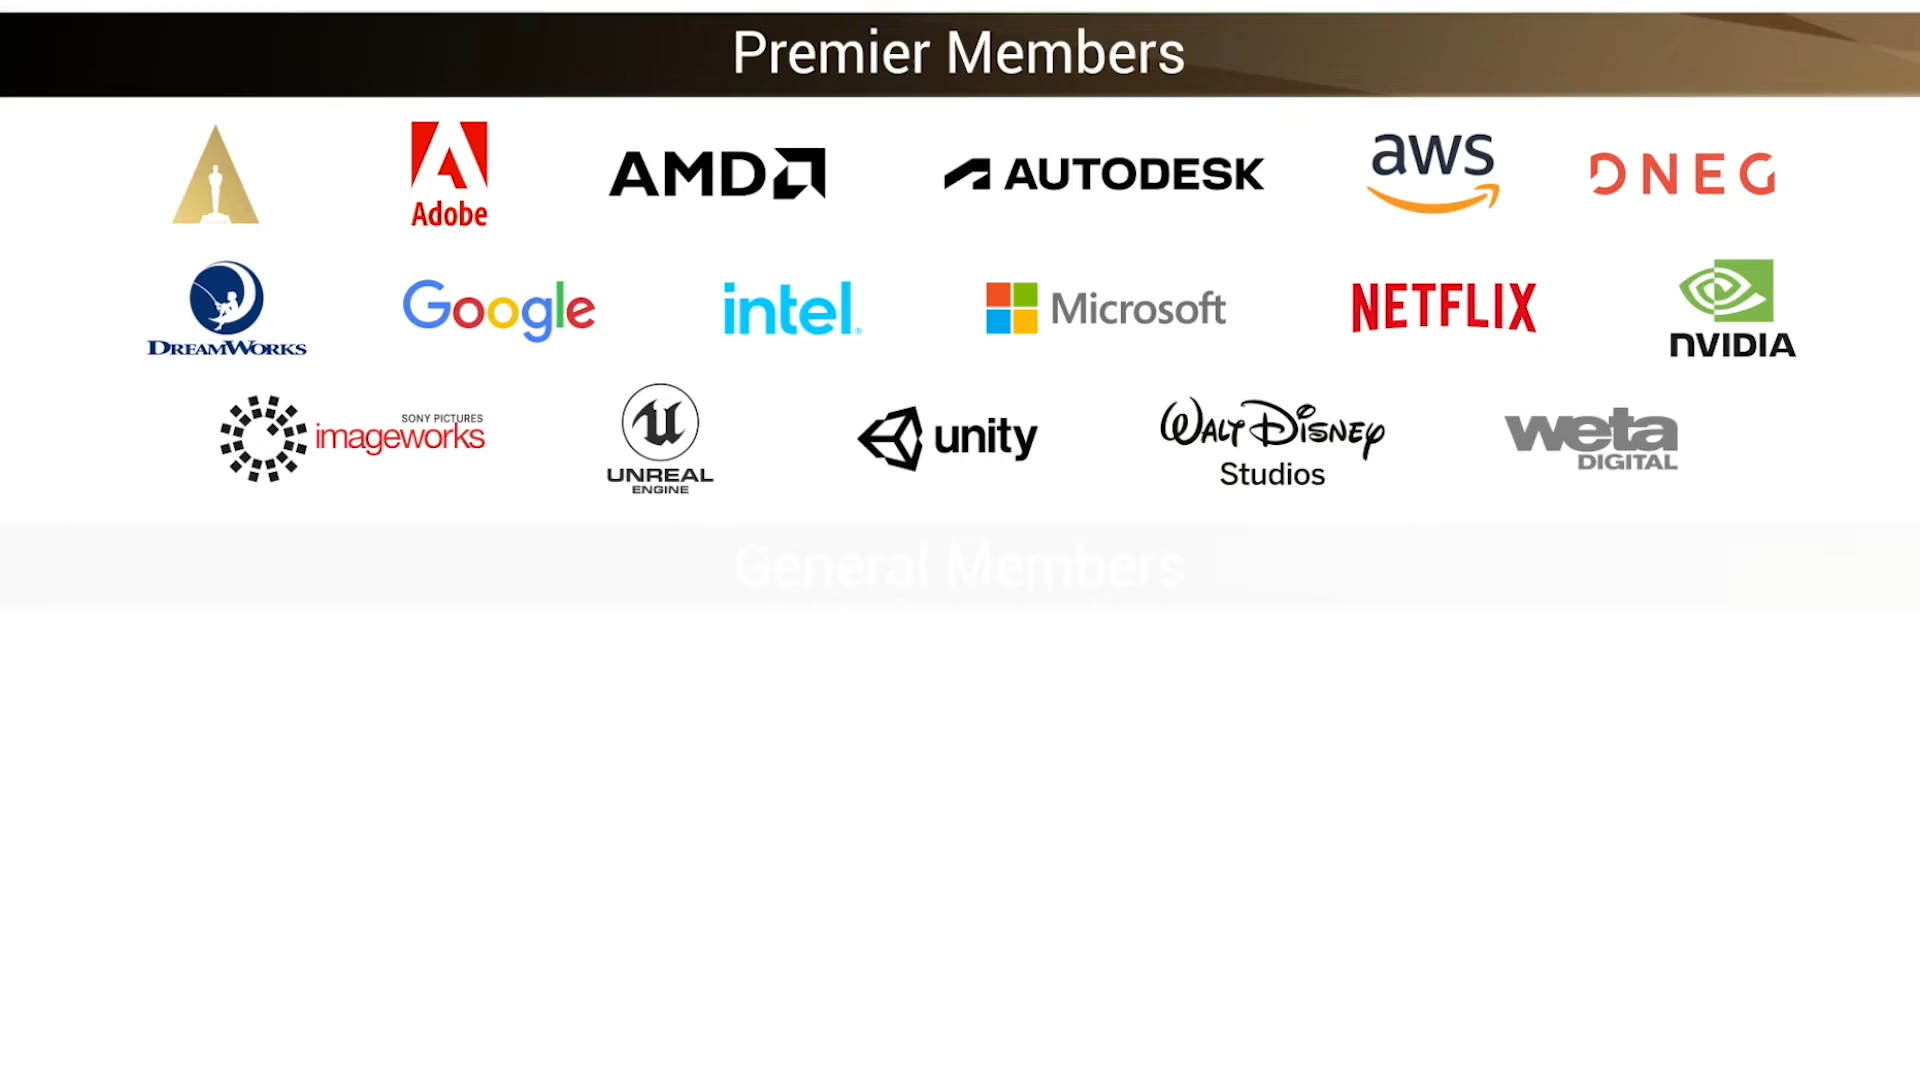 Premier Members
Adobe
AMD
AUTODESK
aws
DNEG
DREAMWORKS
Google
intel.
Microsoft
NETFLIX
NVIDIA
SONY PICTURES
imageworks
UNREAL
ENGINE
unity
WALT DISNEY
Studios
weta
DIGITAL
General Members